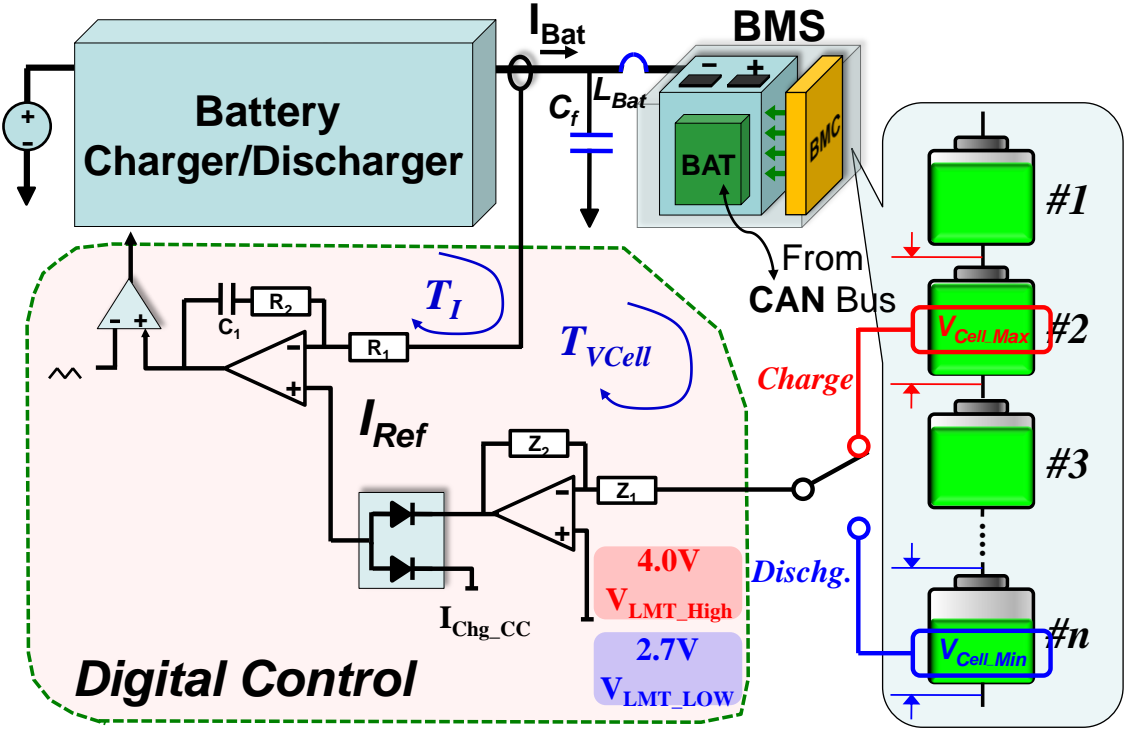 I_Bat
BMS
+
-
Battery
Charger/Discharger
C_f
L_Bat
- +
BAT
BMC
#1
From
CAN Bus
T_I
R_2
C_1
- +
R_1
-
+
T_VCell
V_Cell_Max
#2
Charge
I_Ref
Z_2
Z_1
-
+
#3
4.0V
V_LMT_High
Dischg.
I_Chg_CC
2.7V
V_LMT_LOW
#n
V_Cell_Min
Digital Control